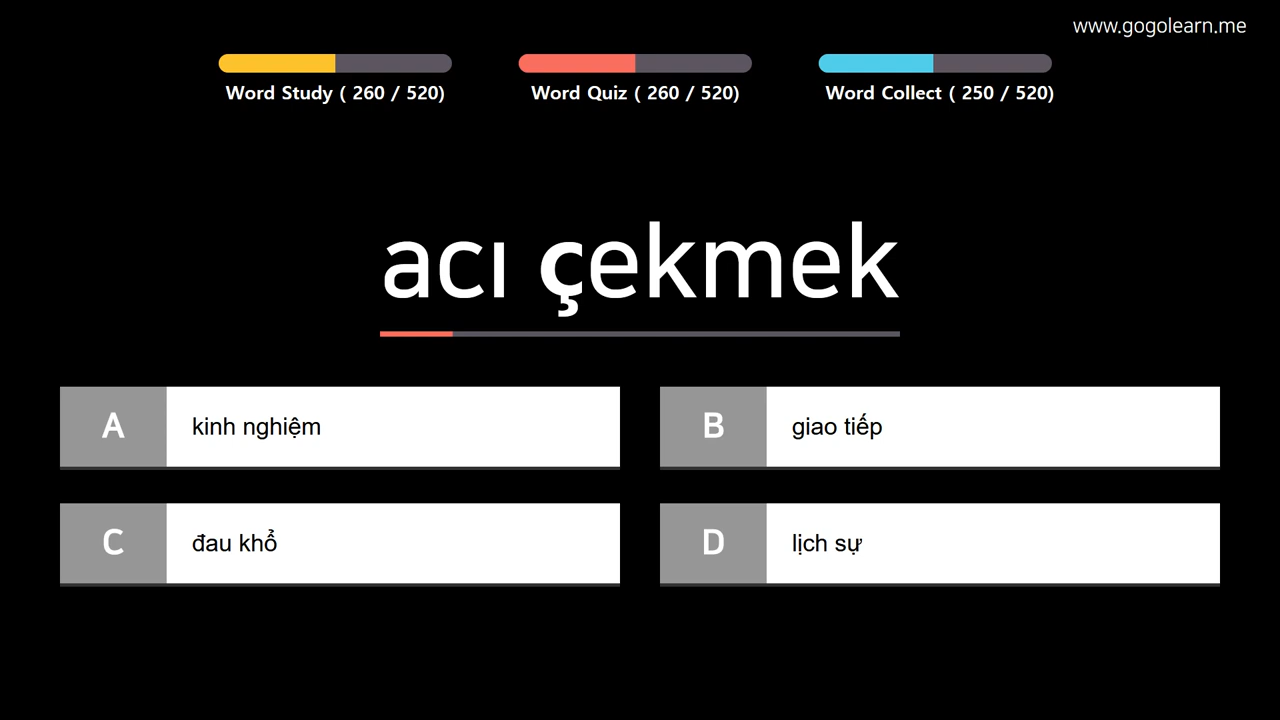 www.gogolearn.me
Word Study ( 260 / 520)
Word Quiz ( 260 / 520)
Word Collect ( 250 / 520)
acı çekmek
A kinh nghiệm
B giao tiếp
C đau khổ
D lịch sự